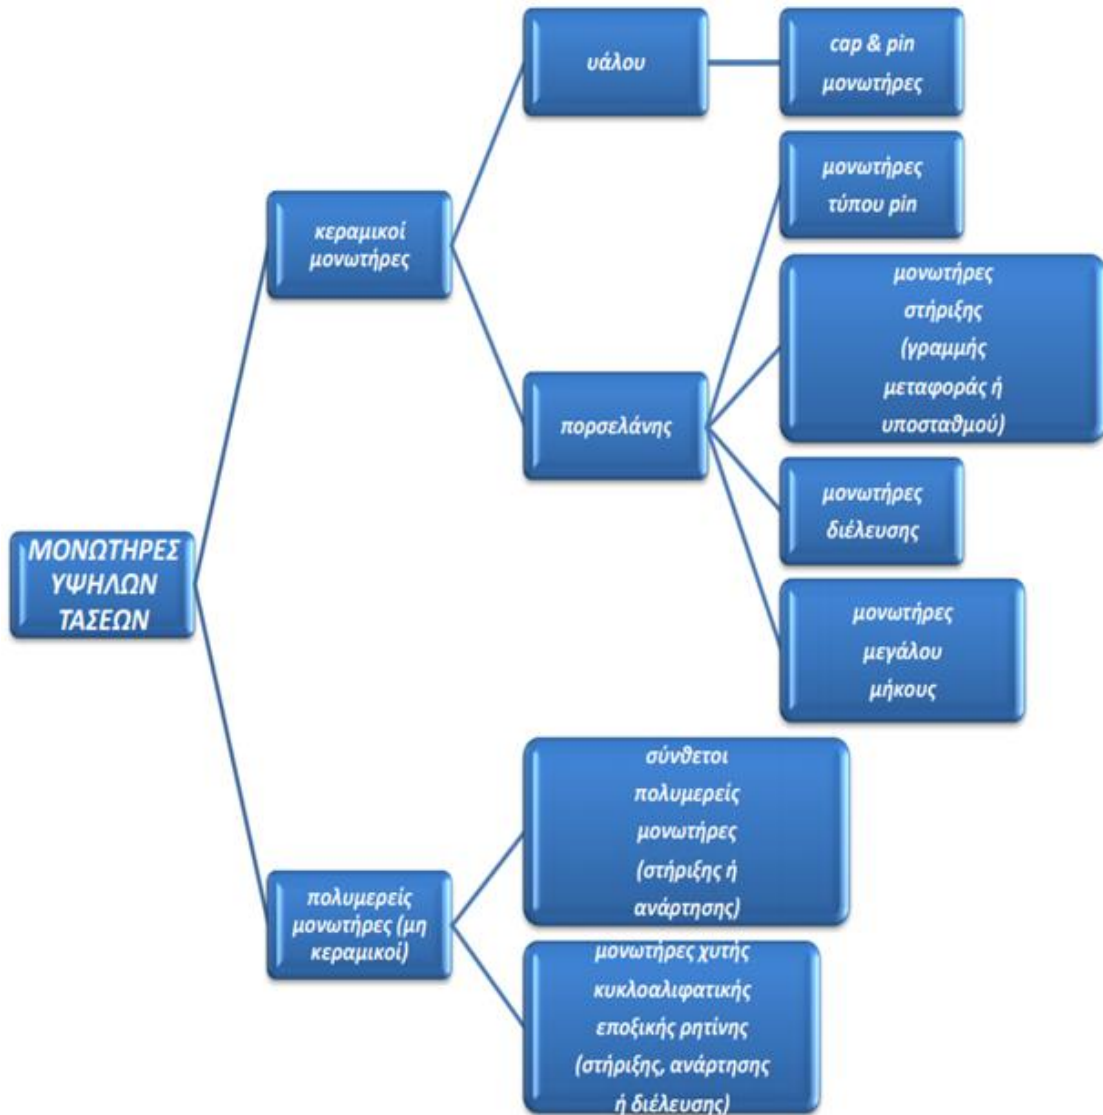 υάλου
cap & pin
μονωτήρες
μονωτήρες
τύπου pin
κεραμικοί
μονωτήρες
μονωτήρες
στήριξης
(γραμμής
μεταφοράς ή
υποσταθμού)
πορσελάνης
μονωτήρες
διέλευσης
ΜΟΝΩΤΗΡΕΣ
ΥΨΗΛΩΝ
ΤΑΣΕΩΝ
μονωτήρες
μεγάλου
μήκους
σύνθετοι
πολυμερείς
μονωτήρες
(στήριξης ή
ανάρτησης)
πολυμερείς
μονωτήρες (μη
κεραμικοί)
μονωτήρες χυτής
κυκλοαλιφατικής
εποξικής ρητίνης
(στήριξης, ανάρτησης
ή διέλευσης)